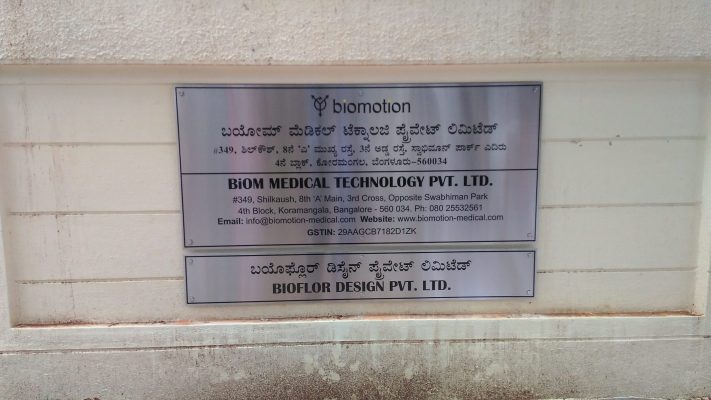 biomotion
ಬಯೋಮ್ ಮೆಡಿಕಲ್ ಟೆಕ್ನಾಲಜಿ ಪ್ರೈವೇಟ್ ಲಿಮಿಟೆಡ್
#349, ಶಿಲ್‌ಕೌಶ್, 8ನೆ 'ಎ' ಮುಖ್ಯ ರಸ್ತೆ, 3ನೆ ಅಡ್ಡ ರಸ್ತೆ, ಸ್ವಾಭಿಮಾನ್ ಪಾರ್ಕ್ ಎದಿರು
4ನೆ ಬ್ಲಾಕ್, ಕೋರಮಂಗಲ, ಬೆಂಗಳೂರು-560034
BiOM MEDICAL TECHNOLOGY PVT. LTD.
#349, Shilkaush, 8th 'A' Main, 3rd Cross, Opposite Swabhiman Park
4th Block, Koramangala, Bangalore - 560 034. Ph: 080 25532561
Email: info@biomotion-medical.com Website: www.biomotion-medical.com
GSTIN: 29AAGCB7182D1ZK
ಬಯೋಫ್ಲೋರ್ ಡಿಸೈನ್ ಪ್ರೈವೇಟ್ ಲಿಮಿಟೆಡ್
BIOFLOR DESIGN PVT. LTD.